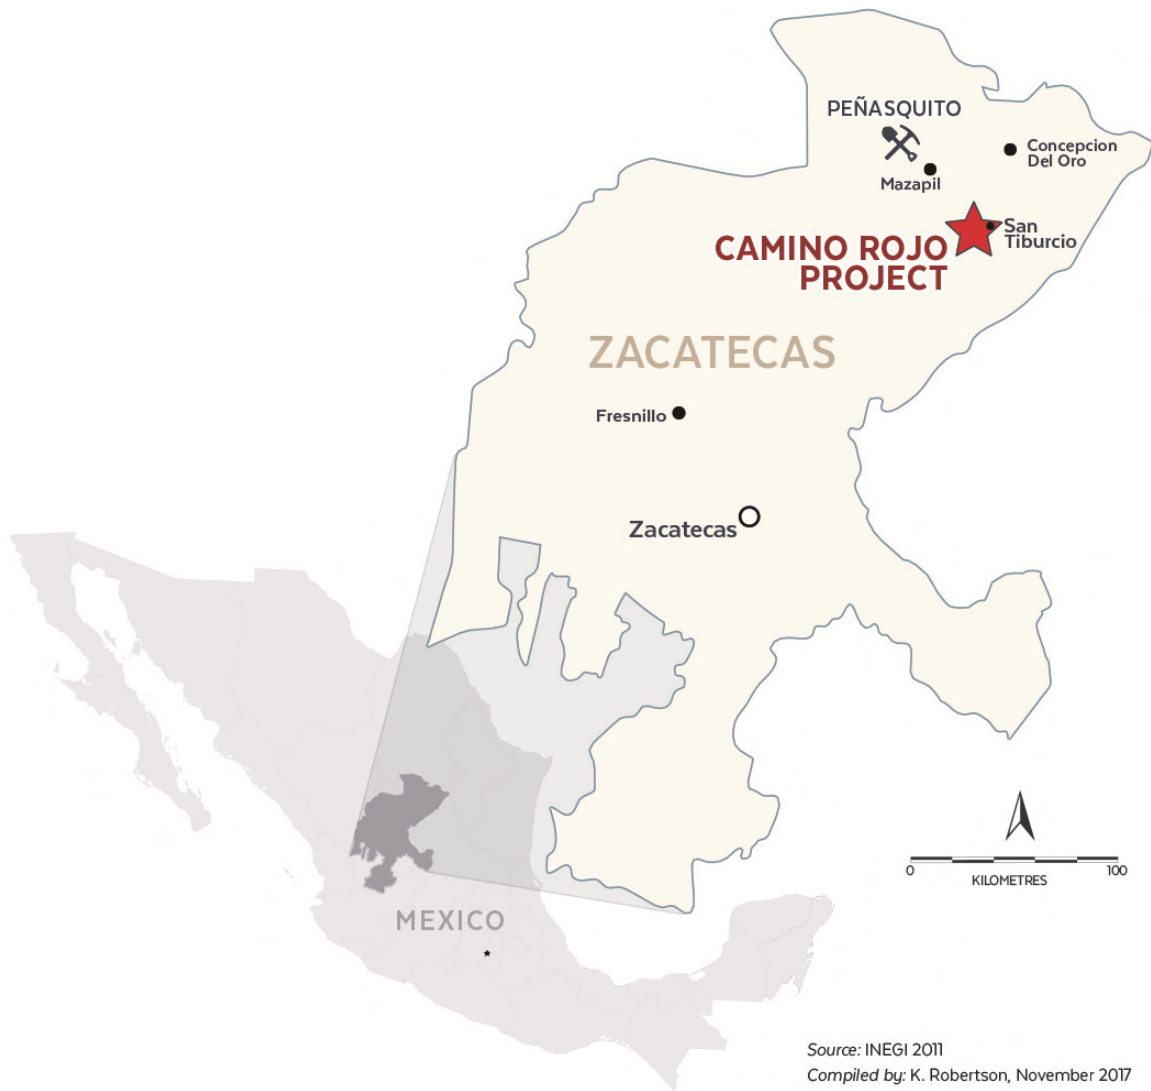 PEÑASQUITO
Concepcion
Del Oro
Mazapil
San
Tiburcio
CAMINO ROJO
PROJECT
ZACATECAS
Fresnillo
Zacatecas
MEXICO
0
100
KILOMETRES
Source: INEGI 2011
Compiled by: K. Robertson, November 2017